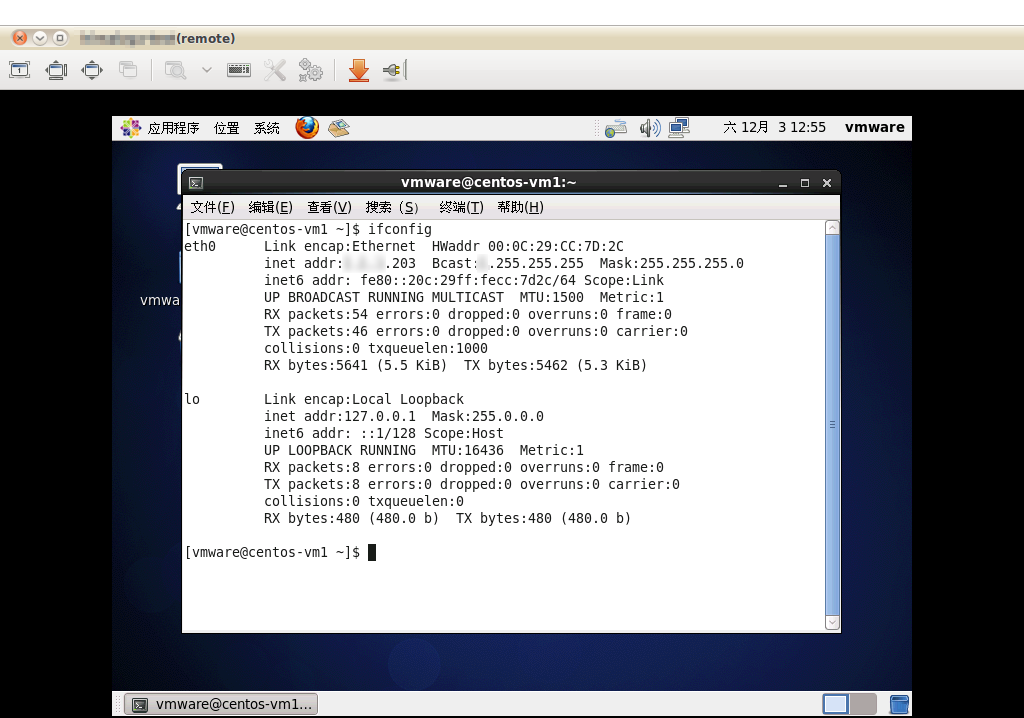 (remote)
应用程序 位置 系统 六 12月 3 12:55 vmware
vmware@centos-vm1:~
文件(F) 编辑(E) 查看(V) 搜索 (S) 终端(T) 帮助(H)
[vmware@centos-vm1 ~]$ ifconfig
eth0      Link encap:Ethernet  HWaddr 00:0C:29:CC:7D:2C
          inet addr: .203  Bcast: .255.255.255  Mask:255.255.255.0
          inet6 addr: fe80::20c:29ff:fecc:7d2c/64 Scope:Link
          UP BROADCAST RUNNING MULTICAST  MTU:1500  Metric:1
          RX packets:54 errors:0 dropped:0 overruns:0 frame:0
          TX packets:46 errors:0 dropped:0 overruns:0 carrier:0
          collisions:0 txqueuelen:1000
          RX bytes:5641 (5.5 KiB)  TX bytes:5462 (5.3 KiB)
vmwa
lo        Link encap:Local Loopback
          inet addr:127.0.0.1  Mask:255.0.0.0
          inet6 addr: ::1/128 Scope:Host
          UP LOOPBACK RUNNING  MTU:16436  Metric:1
          RX packets:8 errors:0 dropped:0 overruns:0 frame:0
          TX packets:8 errors:0 dropped:0 overruns:0 carrier:0
          collisions:0 txqueuelen:0
          RX bytes:480 (480.0 b)  TX bytes:480 (480.0 b)
[vmware@centos-vm1 ~]$
vmware@centos-vm1...